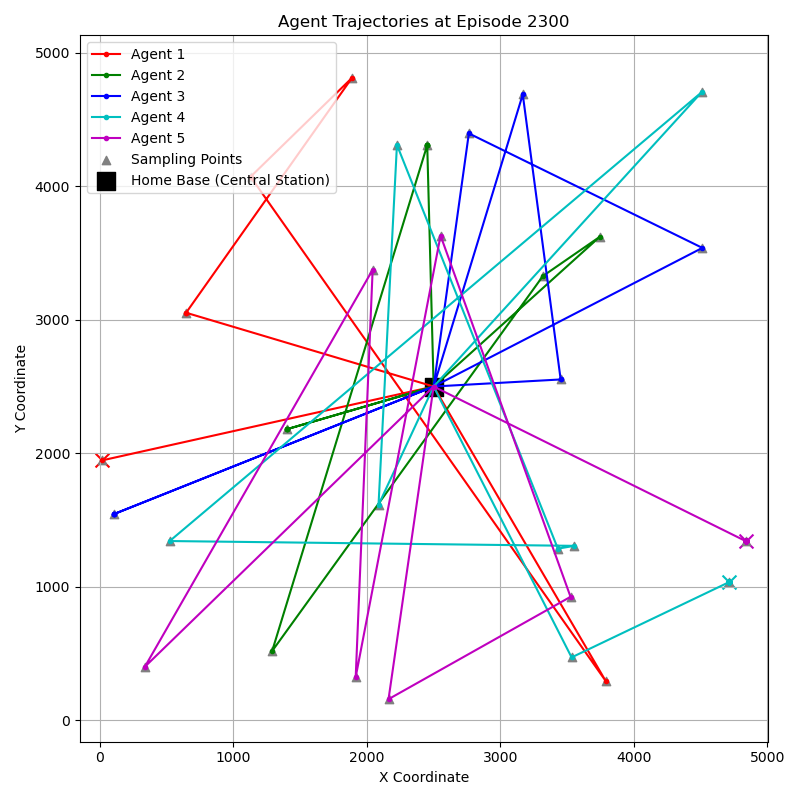 Agent Trajectories at Episode 2300
Agent 1
Agent 2
Agent 3
Agent 4
Agent 5
Sampling Points
Home Base (Central Station)
Y Coordinate
5000
4000
3000
2000
1000
0
0 1000 2000 3000 4000 5000
X Coordinate